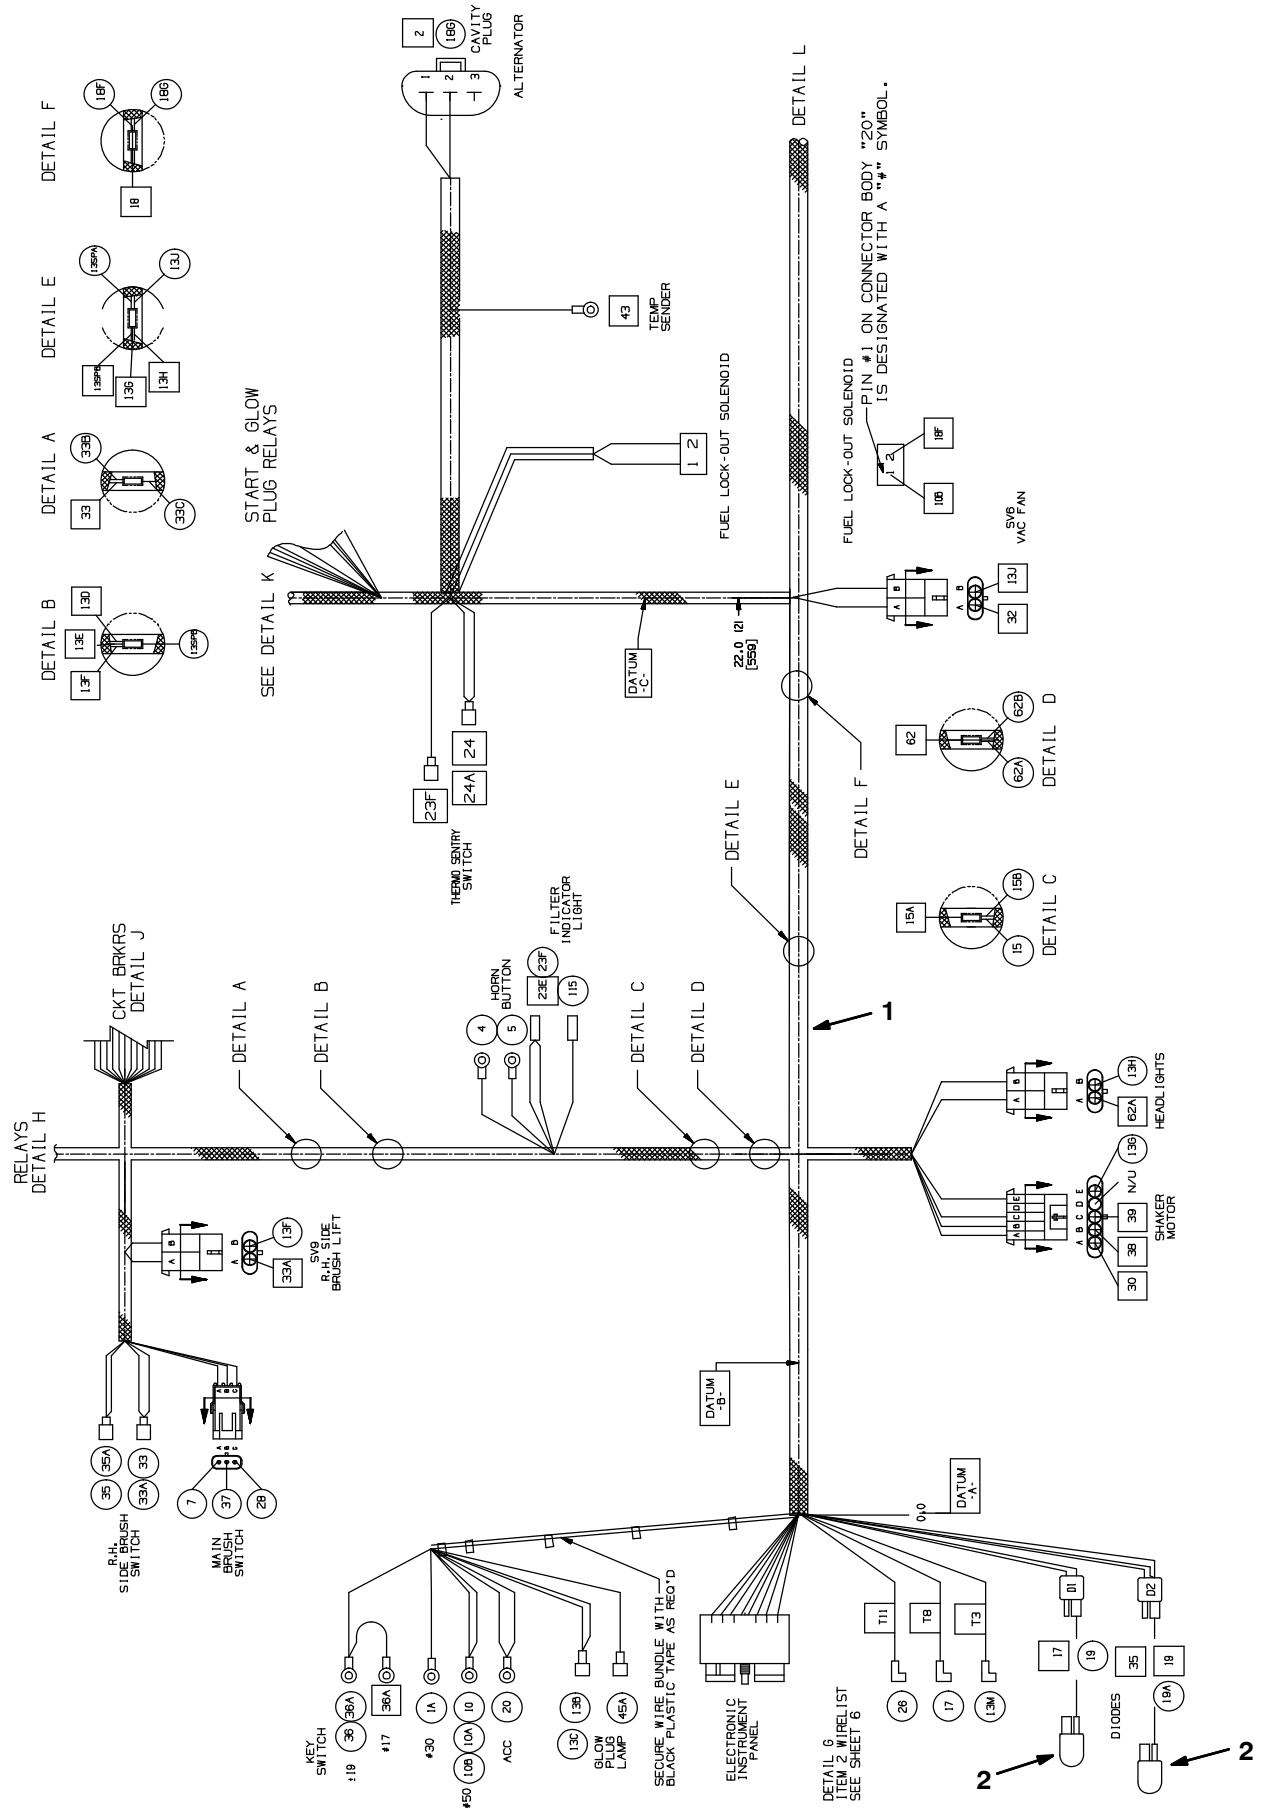 RELAYS
DETAIL H
CKT BRKRS
DETAIL J
DETAIL B
13F
13E
13D
13SPB
DETAIL A
33
33B
33C
DETAIL E
13SPB
13G
13H
13SPA
13J
DETAIL F
18
18F
18G
R.H.
SIDE BRUSH
SWITCH
35
35A
33A
33
MAIN
BRUSH
SWITCH
7
37
28
A
B
C
A
B
C
A
B
A
B
33A
13F
SV9
R.H. SIDE
BRUSH LIFT
DETAIL A
DETAIL B
SEE DETAIL K
START & GLOW
PLUG RELAYS
2
18G
CAVITY
PLUG
ALTERNATOR
1
2
3
43
TEMP
SENDER
THERMO SENTRY
SWITCH
23F
24A
24
1 2
FUEL LOCK-OUT SOLENOID
DATUM
-C-
22.0 (2)
[559]
HORN
BUTTON
4
5
FILTER
INDICATOR
LIGHT
23E
23F
115
DETAIL C
DETAIL D
DETAIL E
DETAIL F
DETAIL L
1
KEY
SWITCH
#19
36
36A
#17
36A
#30
1A
#50
10B
10A
10
ACC
20
13C
13B
GLOW
PLUG
LAMP
45A
SECURE WIRE BUNDLE WITH
BLACK PLASTIC TAPE AS REQ'D
ELECTRONIC
INSTRUMENT
PANEL
DATUM
-B-
DATUM
-A-
0.0
DETAIL G
ITEM 2 WIRELIST
SEE SHEET 6
26
T11
17
T8
13M
T3
D1
17
19
D2
35
19
19A
DIODES
2
2
FUEL LOCK-OUT SOLENOID
PIN #1 ON CONNECTOR BODY "20"
IS DESIGNATED WITH A "#" SYMBOL.
1 2
10B
18F
A
B
A
B
32
13J
SV6
VAC FAN
62
62A
62B
DETAIL D
15A
15
15B
DETAIL C
A
B
A
B
62A
13H
HEADLIGHTS
A
B
C
D
E
A
B
C
D
E
30
38
39
N/U
13G
SHAKER
MOTOR